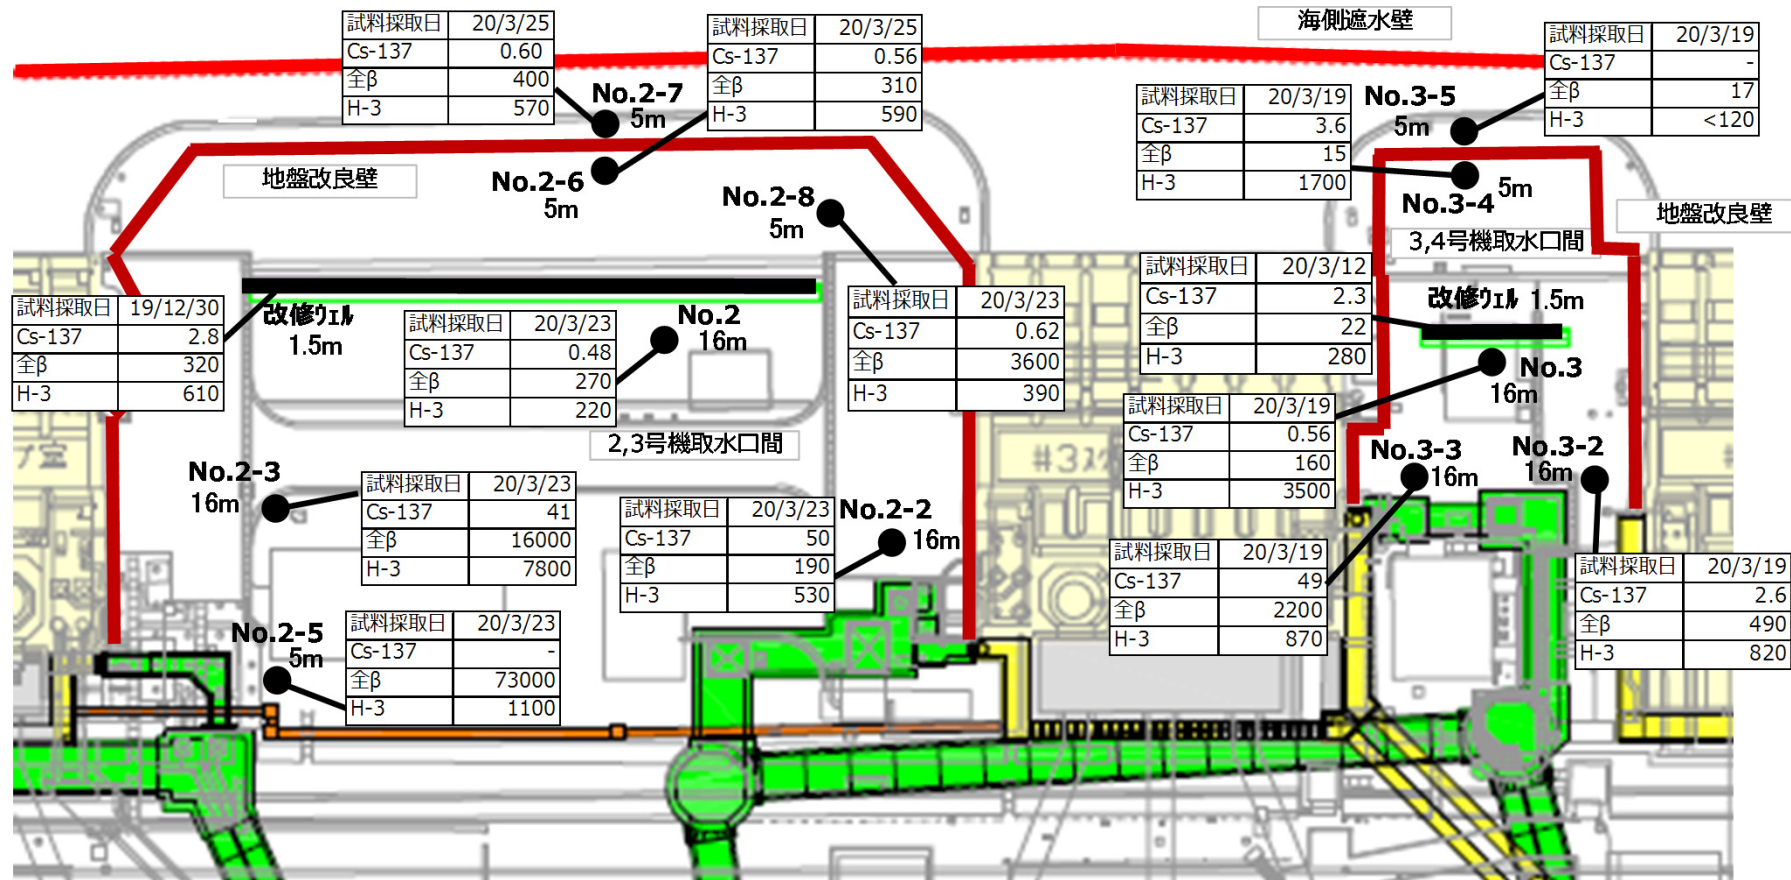 海側遮水壁
試料採取日 20/3/25
Cs-137 0.60
全β 400
H-3 570
No.2-7
5m
試料採取日 20/3/25
Cs-137 0.56
全β 310
H-3 590
No.2-6
5m
地盤改良壁
No.2-8
5m
試料採取日 20/3/23
Cs-137 0.62
全β 3600
H-3 390
試料採取日 19/12/30
Cs-137 2.8
全β 320
H-3 610
改修ウェル
1.5m
試料採取日 20/3/23
Cs-137 0.48
全β 270
H-3 220
No.2
16m
2,3号機取水口間
No.2-3
16m
試料採取日 20/3/23
Cs-137 41
全β 16000
H-3 7800
試料採取日 20/3/23
Cs-137 50
全β 190
H-3 530
No.2-2
16m
No.2-5
5m
試料採取日 20/3/23
Cs-137 -
全β 73000
H-3 1100
試料採取日 20/3/19
Cs-137 -
全β 17
H-3 <120
No.3-5
5m
試料採取日 20/3/19
Cs-137 3.6
全β 15
H-3 1700
No.3-4
5m
地盤改良壁
3,4号機取水口間
試料採取日 20/3/12
Cs-137 2.3
全β 22
H-3 280
改修ウェル 1.5m
No.3
16m
試料採取日 20/3/19
Cs-137 0.56
全β 160
H-3 3500
No.3-3
16m
No.3-2
16m
試料採取日 20/3/19
Cs-137 49
全β 2200
H-3 870
試料採取日 20/3/19
Cs-137 2.6
全β 490
H-3 820
#3スク